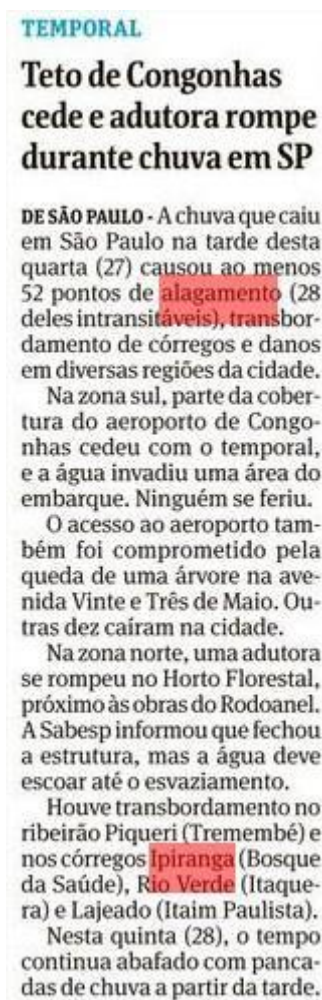 TEMPORAL
Teto de Congonhas
cede e adutora rompe
durante chuva em SP
DE SÃO PAULO - A chuva que caiu
em São Paulo na tarde desta
quarta (27) causou ao menos
52 pontos de alagamento (28
deles intransitáveis), transbor-
damento de córregos e danos
em diversas regiões da cidade.
Na zona sul, parte da cober-
tura do aeroporto de Congo-
nhas cedeu com o temporal,
e a água invadiu uma área do
embarque. Ninguém se feriu.
O acesso ao aeroporto tam-
bém foi comprometido pela
queda de uma árvore na ave-
nida Vinte e Três de Maio. Ou-
tras dez caíram na cidade.
Na zona norte, uma adutora
se rompeu no Horto Florestal,
próximo às obras do Rodoanel.
A Sabesp informou que fechou
a estrutura, mas a água deve
escoar até o esvaziamento.
Houve transbordamento no
ribeirão Piqueri (Tremembé) e
nos córregos Ipiranga (Bosque
da Saúde), Rio Verde (Itaque-
ra) e Lajeado (Itaim Paulista).
Nesta quinta (28), o tempo
continua abafado com panca-
das de chuva a partir da tarde.